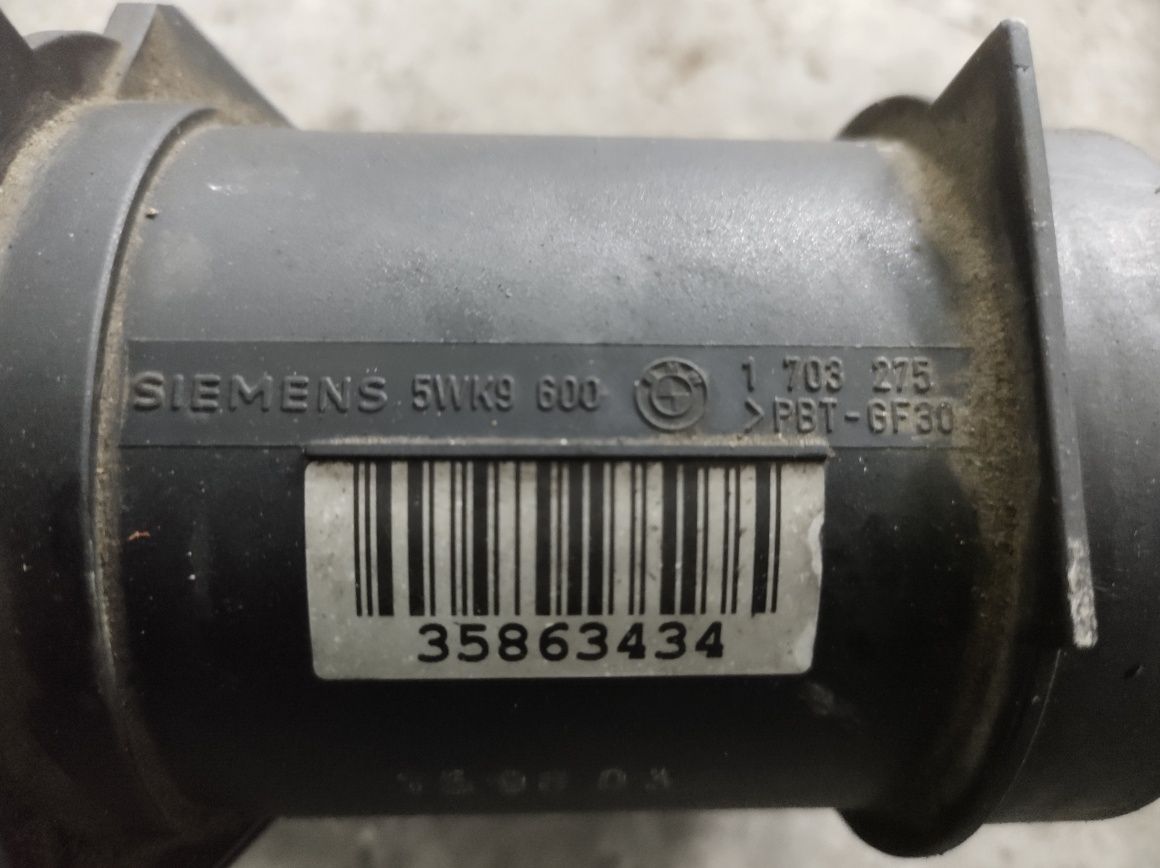 SIEMENS 5WK9 600 1 703 275
>PBT-GF30
35863434